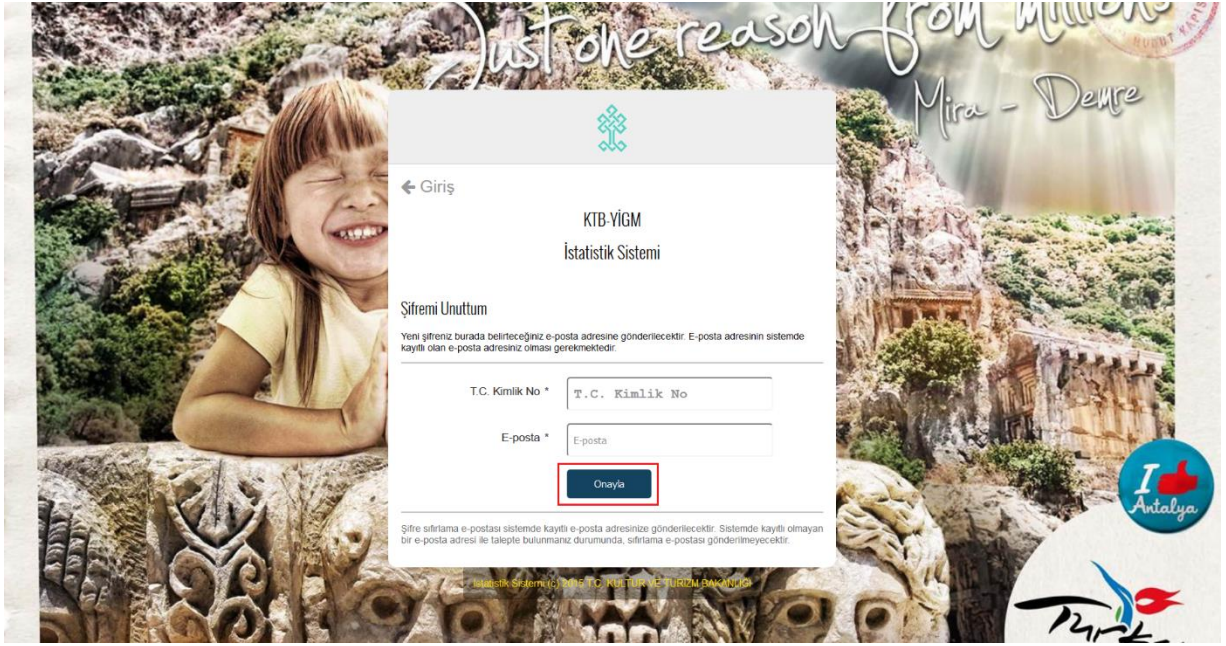 Just one reason from millions
HUDUT KAPISI
Mira - Demre
Giriş
KTB-YİGM
İstatistik Sistemi
Şifremi Unuttum
Yeni şifreniz burada belirteceğiniz e-posta adresine gönderilecektir. E-posta adresinin sistemde
kayıtlı olan e-posta adresiniz olması gerekmektedir.
T.C. Kimlik No *
T.C. Kimlik No
E-posta *
E-posta
Onayla
I
Antalya
Şifre sıfırlama e-postası sistemde kayıtlı e-posta adresinize gönderilecektir. Sistemde kayıtlı olmayan
bir e-posta adresi ile talepte bulunmanız durumunda, sıfırlama e-postası gönderilmeyecektir.
İstatistik Sistemi (c) 2015 T.C. KÜLTÜR VE TURİZM BAKANLIĞI